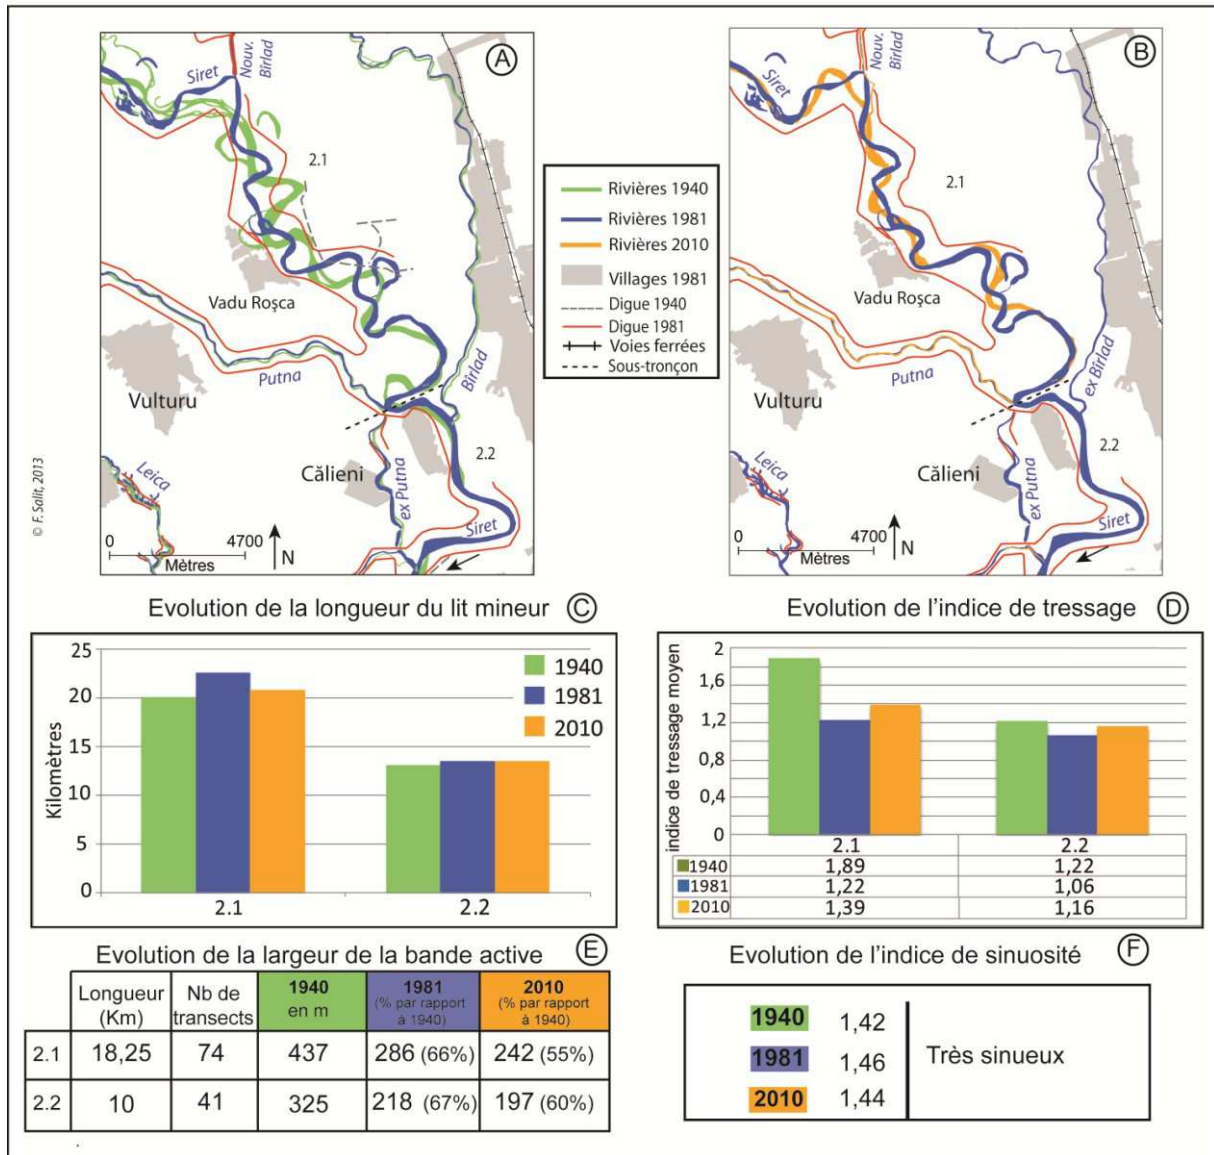 A
Siret
Nouv.
Birlad
2.1
Vadu Roşca
Putna
Birlad
Vulturu
2.2
Călieni
Leica
ex Putna
Siret
0 4700
Mètres
N
© F. Salit, 2013
Rivières 1940
Rivières 1981
Rivières 2010
Villages 1981
Digue 1940
Digue 1981
Voies ferrées
Sous-tronçon
B
Siret
Nouv.
Birlad
2.1
Vadu Roşca
Putna
ex Birlad
Vulturu
2.2
Călieni
Leica
ex Putna
Siret
0 4700
Mètres
N
Evolution de la longueur du lit mineur C
Kilomètres
25
20
15
10
5
0
1940
1981
2010
2.1 2.2
Evolution de l'indice de tressage D
indice de tressage moyen
2
1,6
1,2
0,8
0,4
0
2.1 2.2
1940 1,89 1,22
1981 1,22 1,06
2010 1,39 1,16
Evolution de la largeur de la bande active E
Longueur (Km) Nb de transects 1940 en m 1981 (% par rapport à 1940) 2010 (% par rapport à 1940)
2.1 18,25 74 437 286 (66%) 242 (55%)
2.2 10 41 325 218 (67%) 197 (60%)
Evolution de l'indice de sinuosité F
1940 1,42
1981 1,46
2010 1,44
Très sinueux